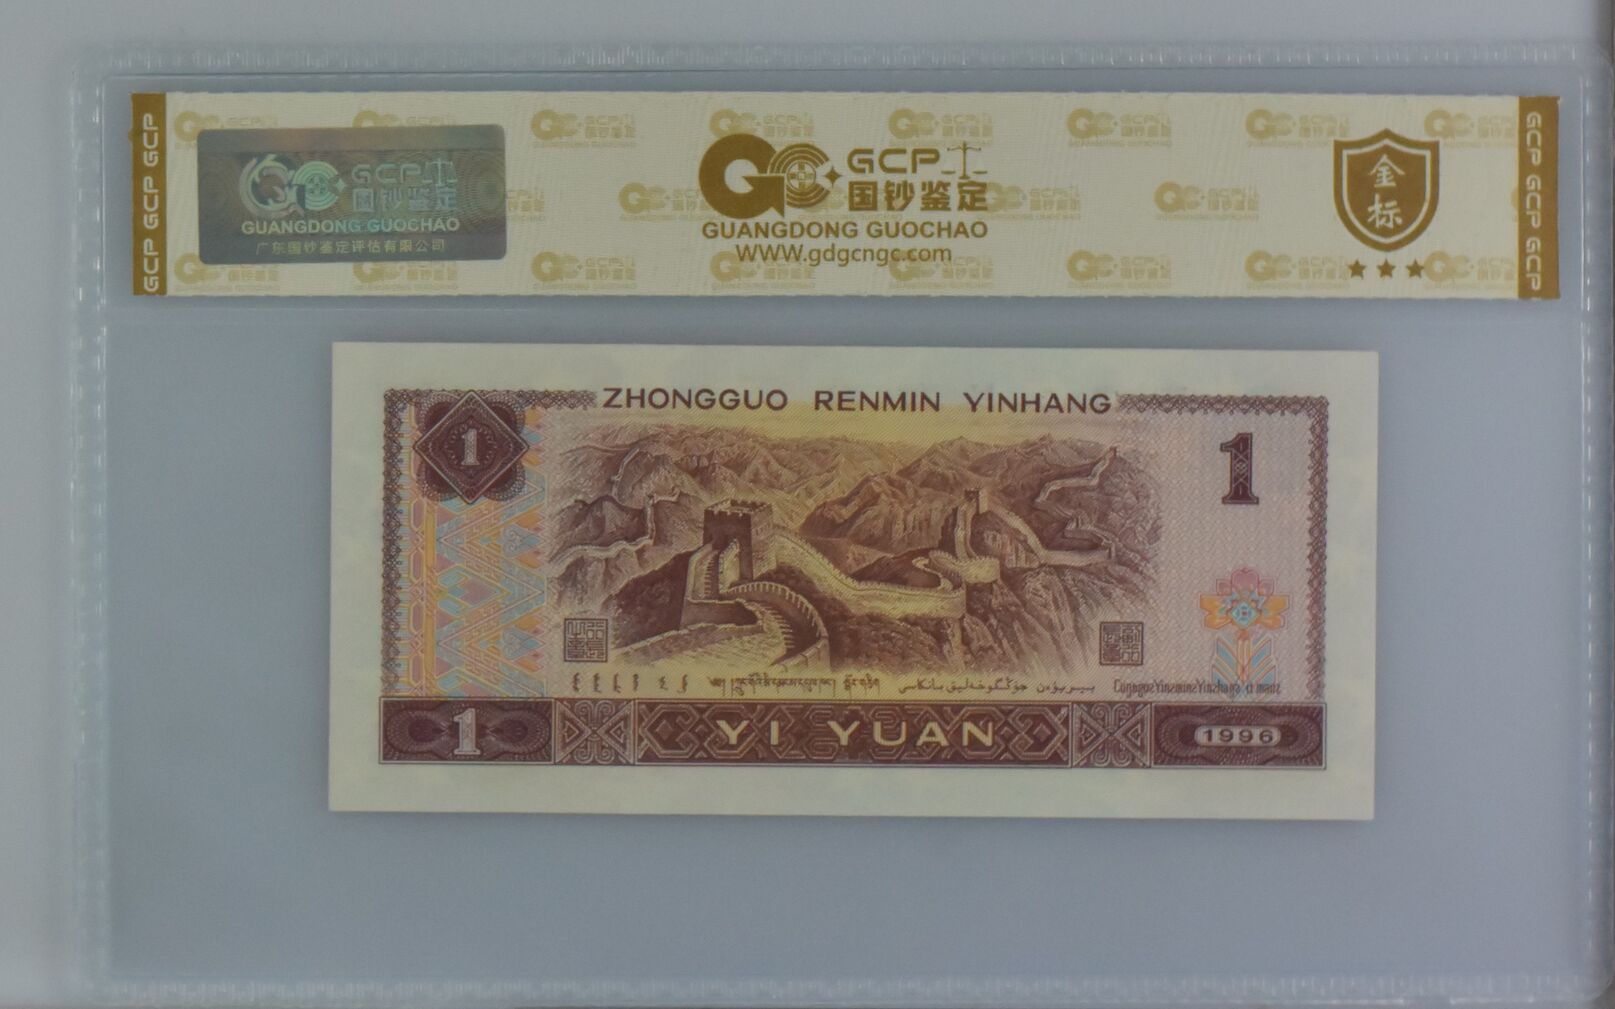 GCP GCP GCP
GCP
国钞鉴定
GUANGDONG GUOCHAO
广东国钞鉴定评估有限公司
GCP
国钞鉴定
GUANGDONG GUOCHAO
WWW.gdgcngc.com
金
标
GCP GCP GCP
ZHONGGUO RENMIN YINHANG
1
1
1
YI YUAN
1996